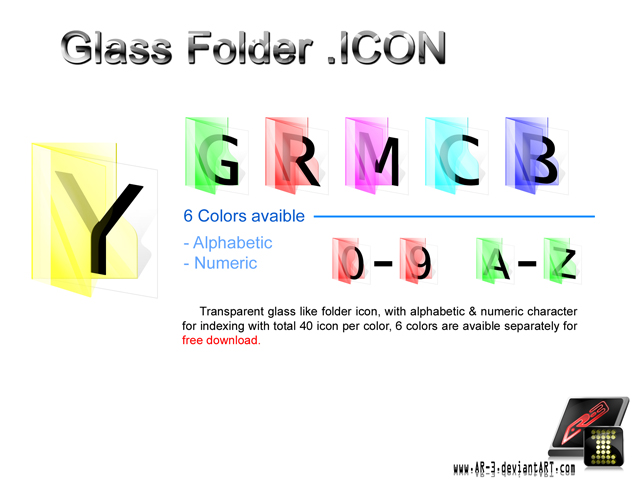 Glass Folder .ICON
Y
G R M C B
6 Colors avaible
- Alphabetic
- Numeric
0-9 A-Z
Transparent glass like folder icon, with alphabetic & numeric character
for indexing with total 40 icon per color, 6 colors are avaible separately for
free download.
AR-3
T
www.AR-3.deviantART.com